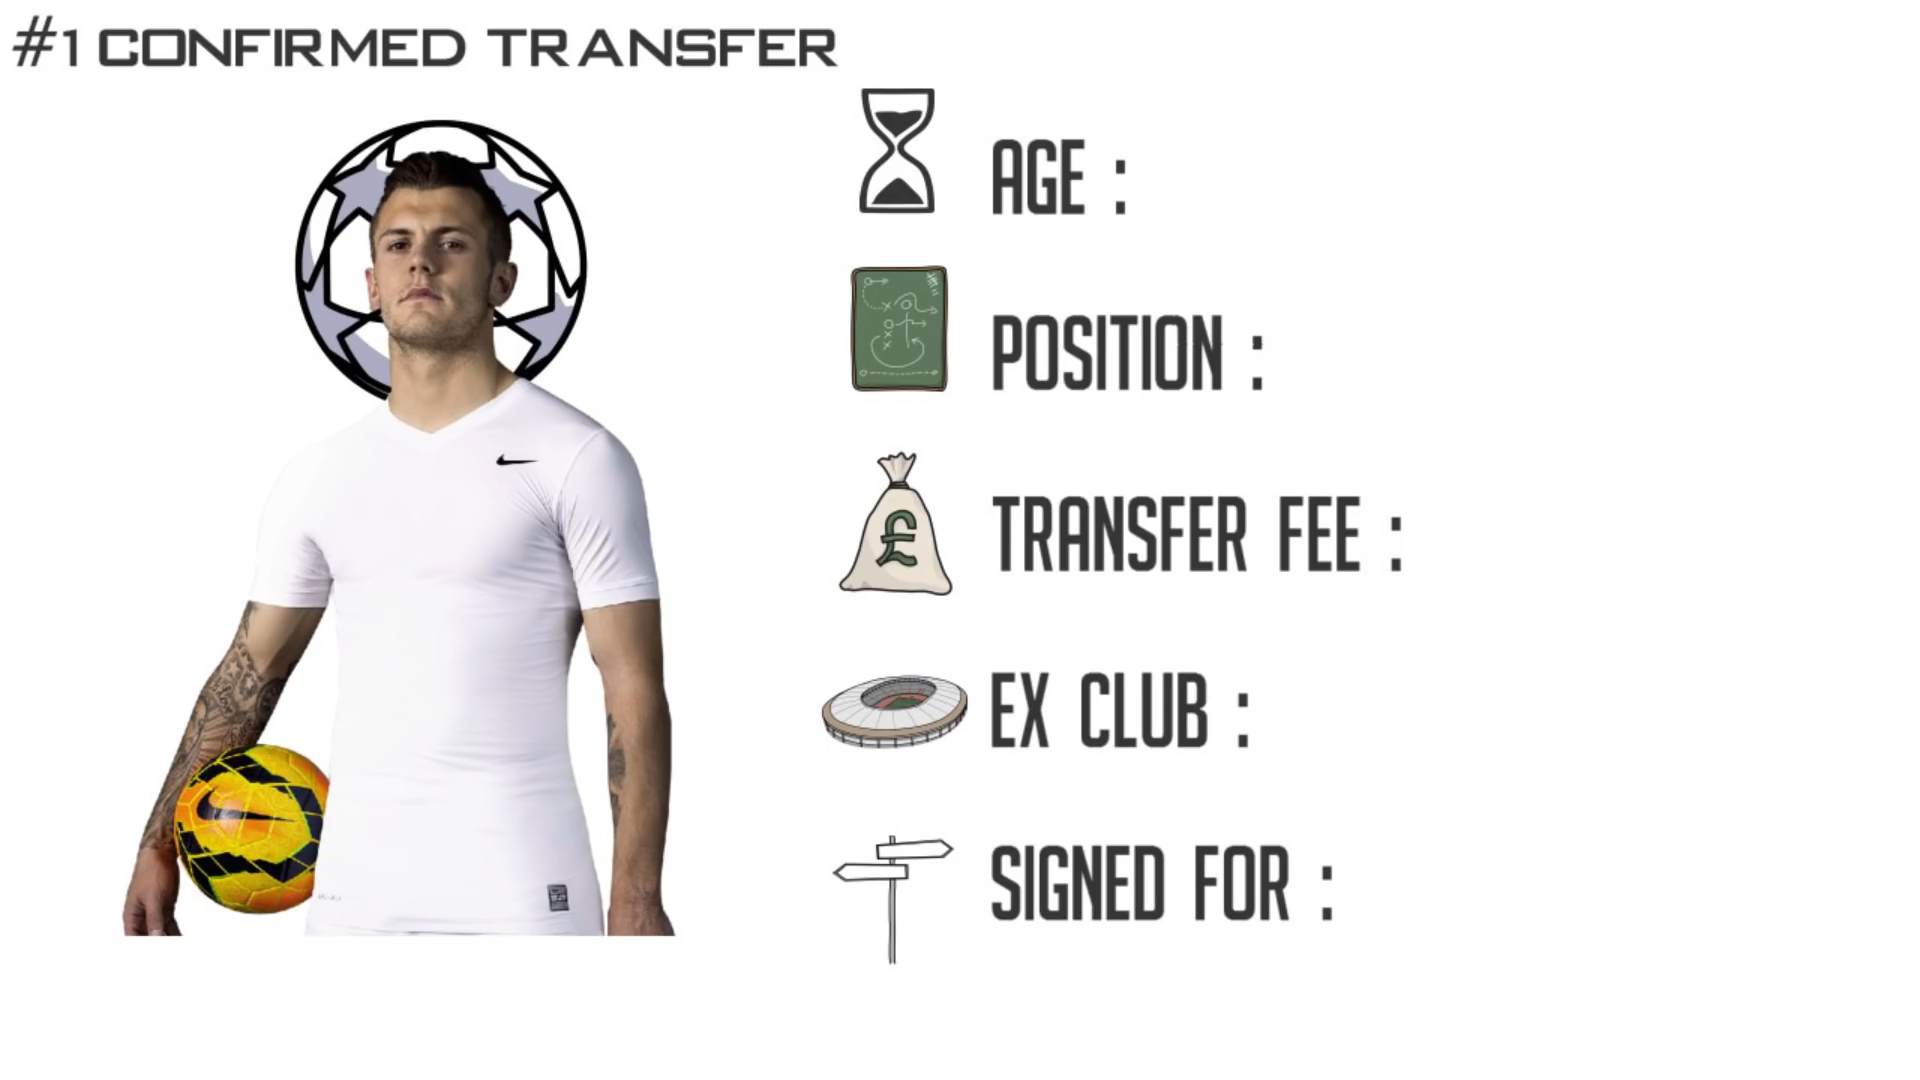 #1 CONFIRMED TRANSFER
AGE :
POSITION :
£
TRANSFER FEE :
EX CLUB :
SIGNED FOR :